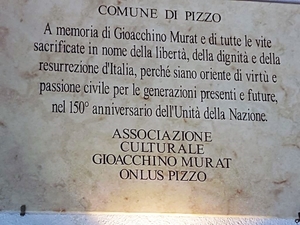 COMUNE DI PIZZO
A memoria di Gioacchino Murat e di tutte le vite
sacrificate in nome della libertà, della dignità e della
resurrezione d'Italia, perché siano oriente di virtù e
passione civile per le generazioni presenti e future,
nel 150° anniversario dell'Unità della Nazione.
ASSOCIAZIONE
CULTURALE
GIOACCHINO MURAT
ONLUS PIZZO